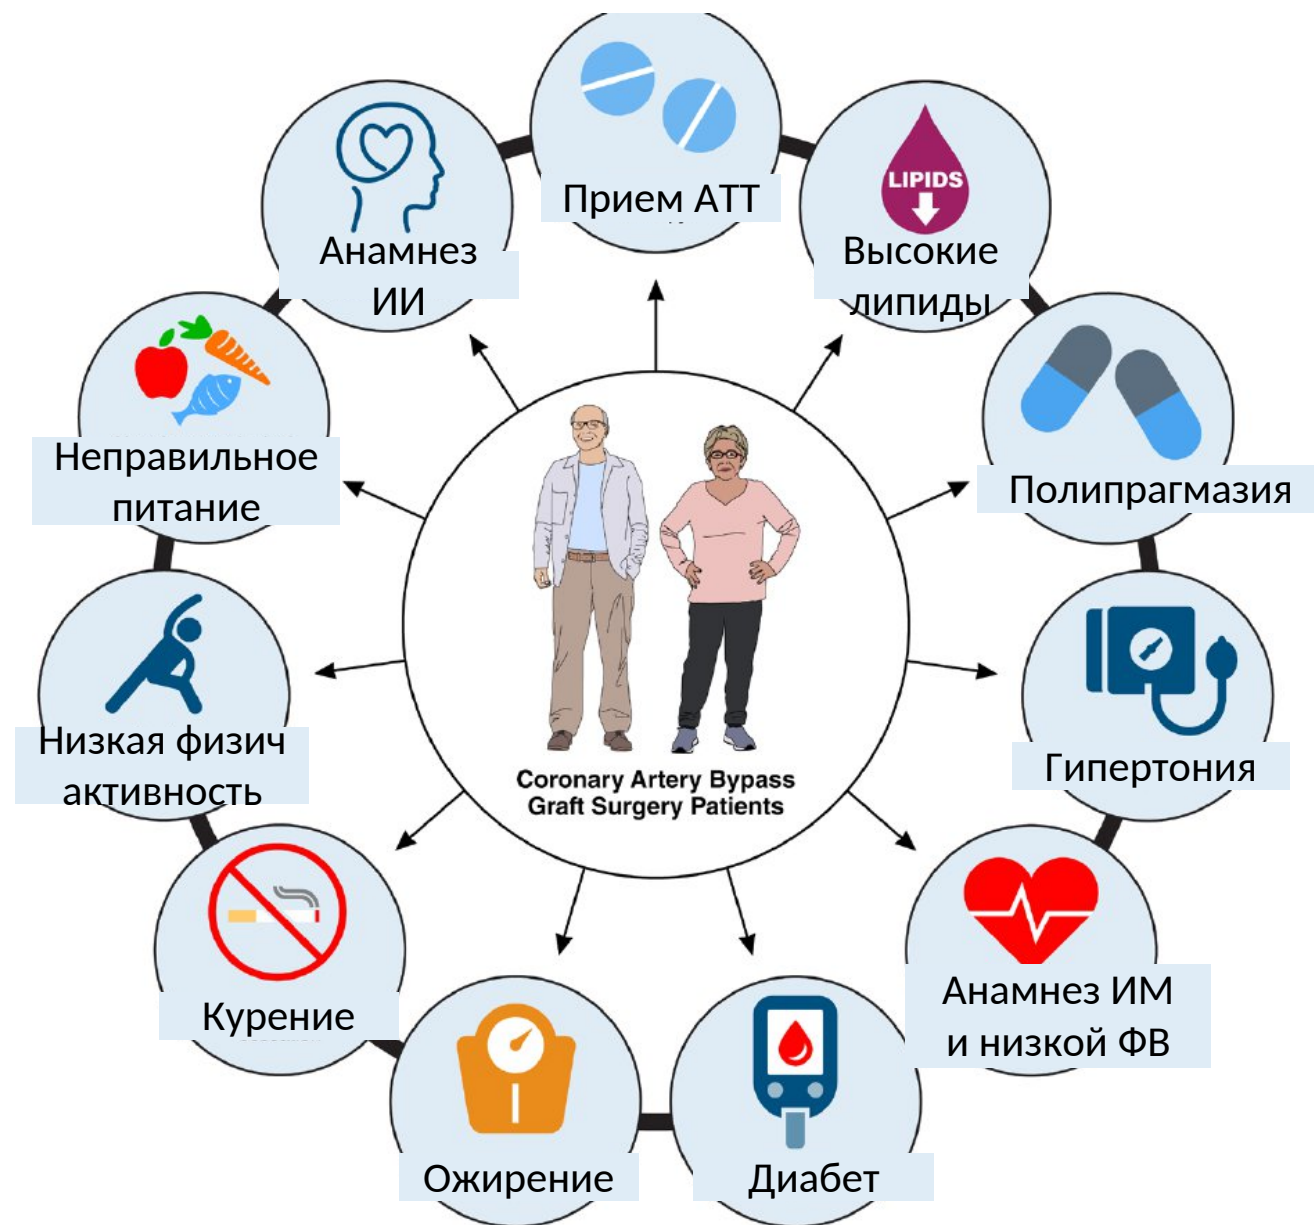 Прием АТТ
LIPIDS
Высокие
липиды
Анамнез
ИИ
Полипрагмазия
Неправильное
питание
Гипертония
Низкая физич
активность
Coronary Artery Bypass
Graft Surgery Patients
Анамнез ИМ
и низкой ФВ
Курение
Ожирение
Диабет